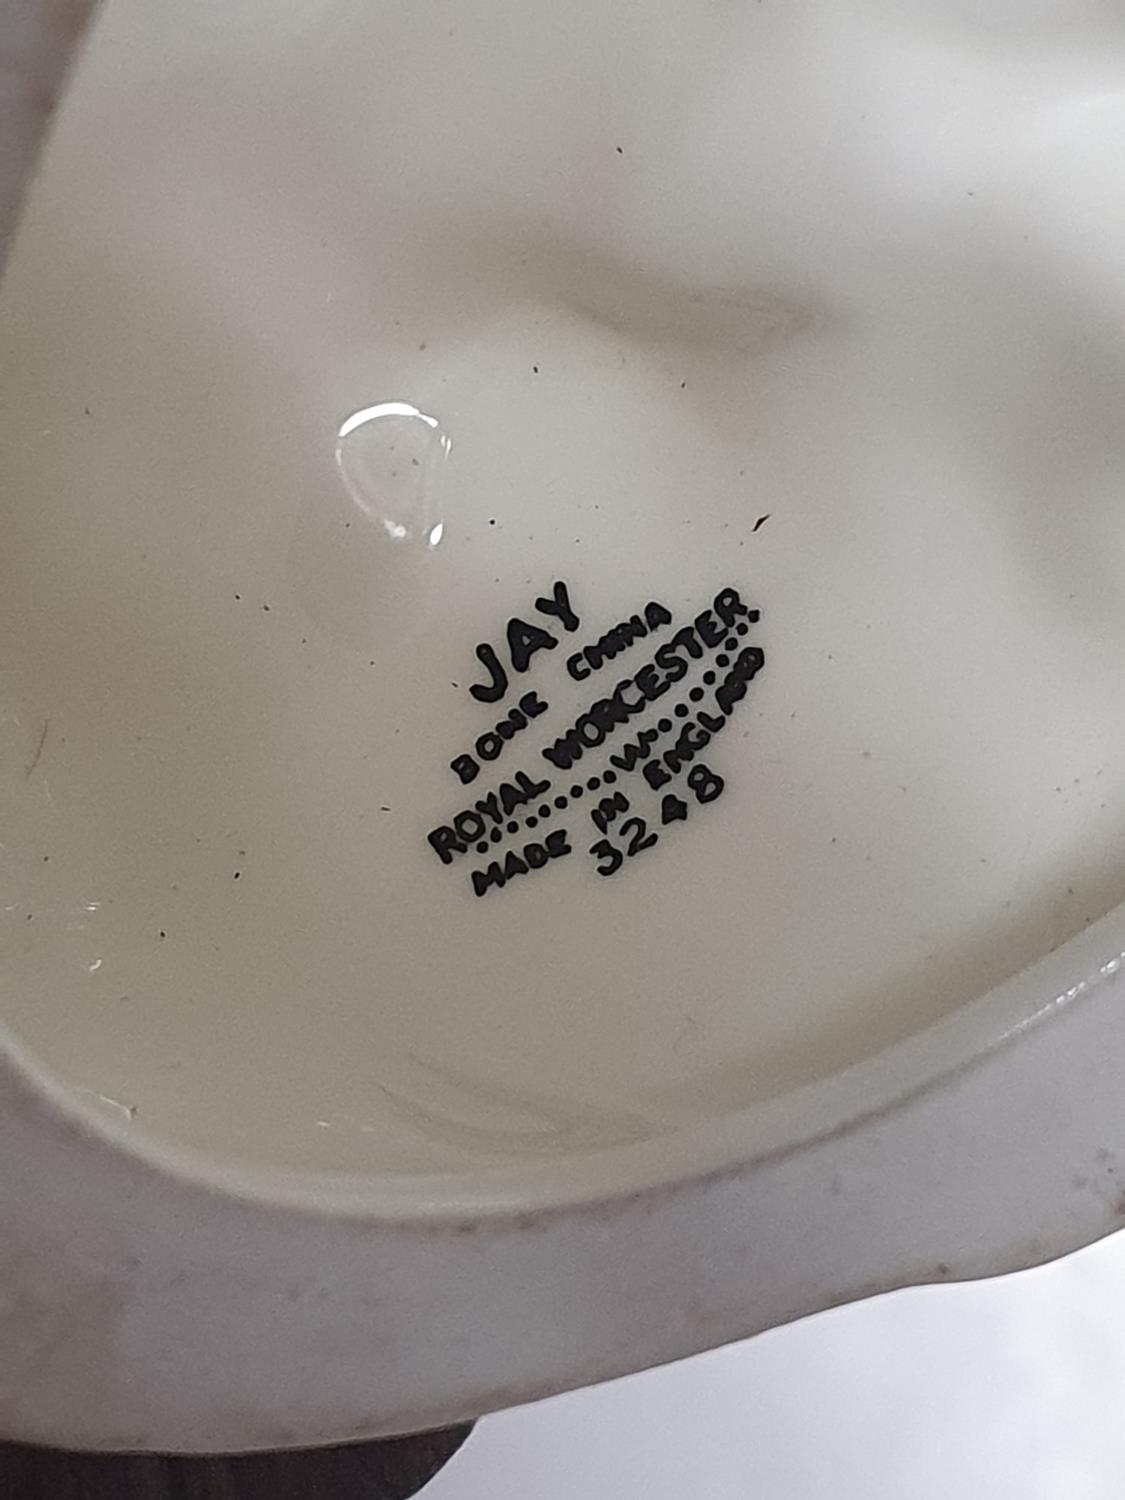 JAY
BONE CHINA
ROYAL WORCESTER
.........W.........
MADE IN ENGLAND
3248